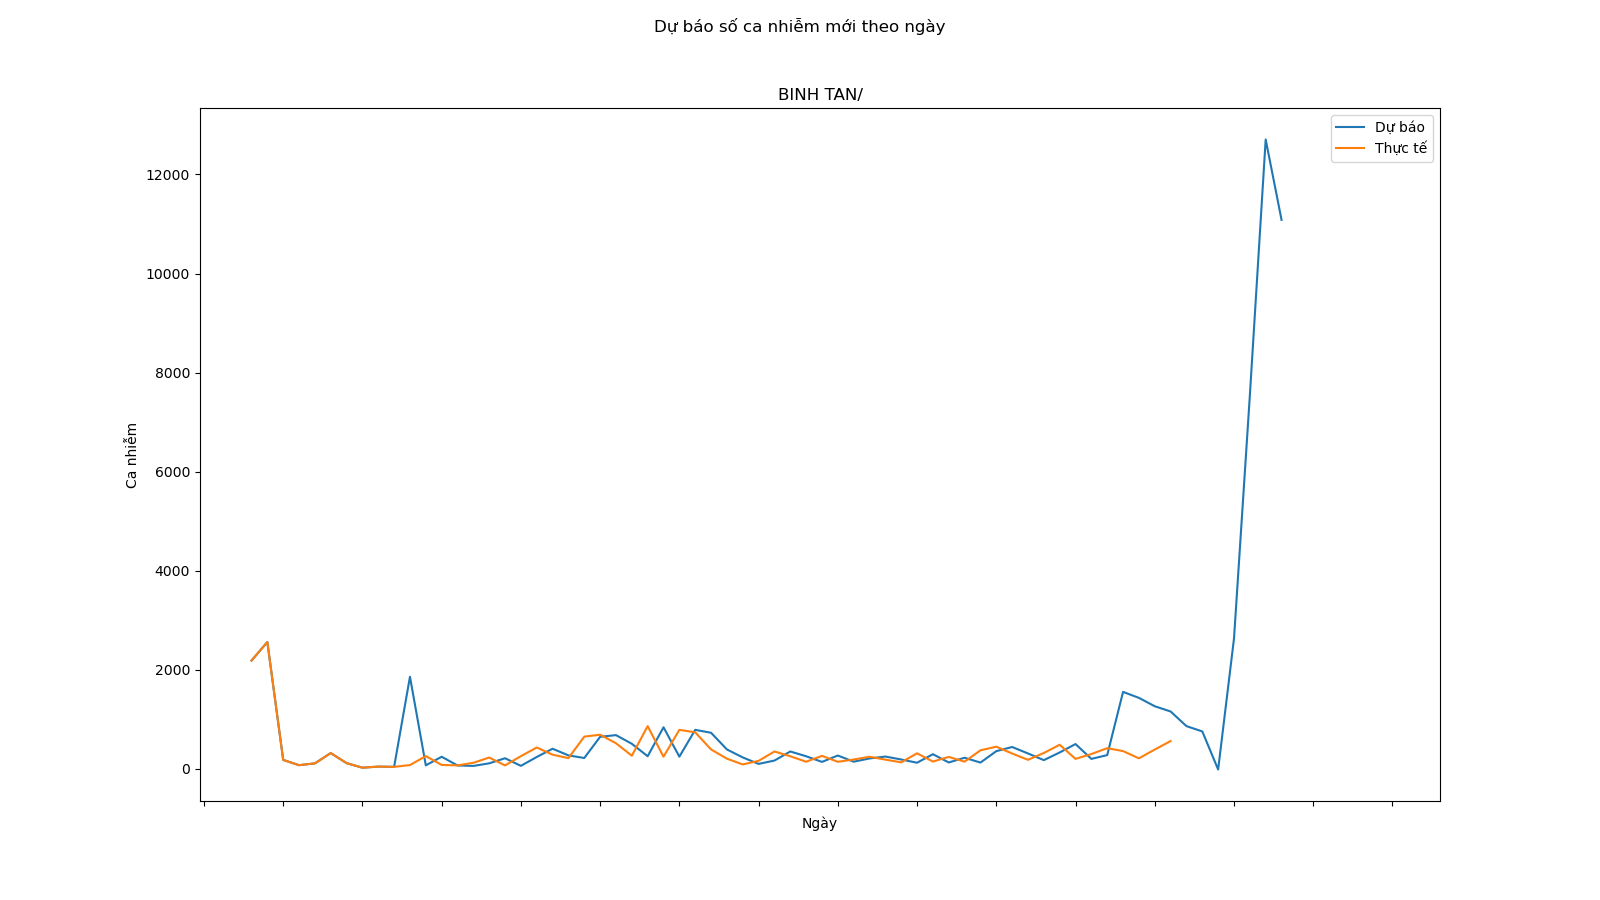 Dự báo số ca nhiễm mới theo ngày
BINH TAN/
Dự báo
Thực tế
12000
10000
8000
6000
4000
2000
0
Ca nhiễm
Ngày